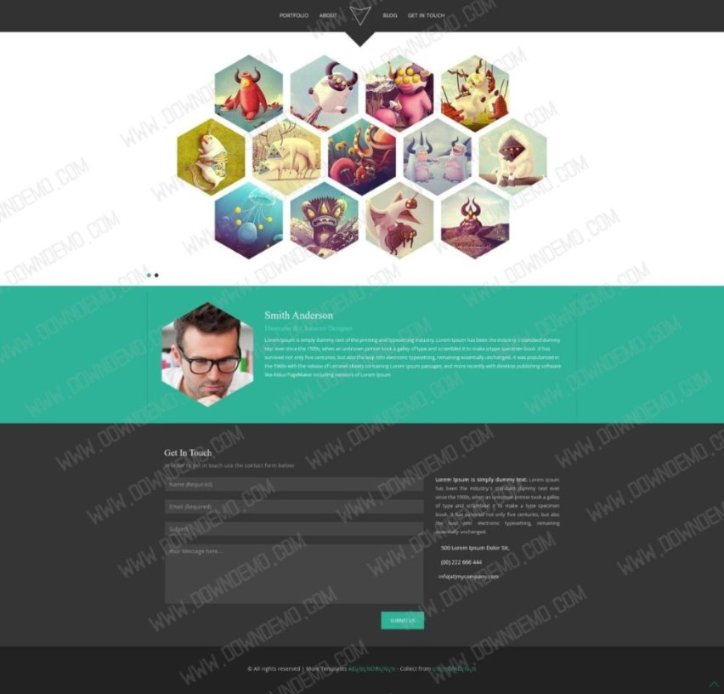 PORTFOLIO
ABOUT
BLOG
GET IN TOUCH
Smith Anderson
Illustrator & Character Designer
Lorem Ipsum is simply dummy text of the printing and typesetting industry. Lorem Ipsum has been the industry's standard dummy
text ever since the 1500s, when an unknown printer took a galley of type and scrambled it to make a type specimen book. It has
survived not only five centuries, but also the leap into electronic typesetting, remaining essentially unchanged. It was popularised in
the 1960s with the release of Letraset sheets containing Lorem Ipsum passages, and more recently with desktop publishing software
like Aldus PageMaker including versions of Lorem Ipsum
Get In Touch
In order to get in touch use the contact form below:
Name (Required)
Email (Required)
Subject
Your Message here...
SUBMIT US
Lorem Ipsum is simply dummy text. Lorem Ipsum
has been the industry's standard dummy text ever
since the 1500s, when an unknown printer took a galley
of type and scrambled it to make a type specimen
book. It has survived not only five centuries, but also
the leap into electronic typesetting, remaining
essentially unchanged.
500 Lorem Ipsum Dolor Sit,
(00) 222 666 444
info(at)mycompany.com
© All rights reserved | More Templates - Collect from
WWW.DOWNDEMO.COM